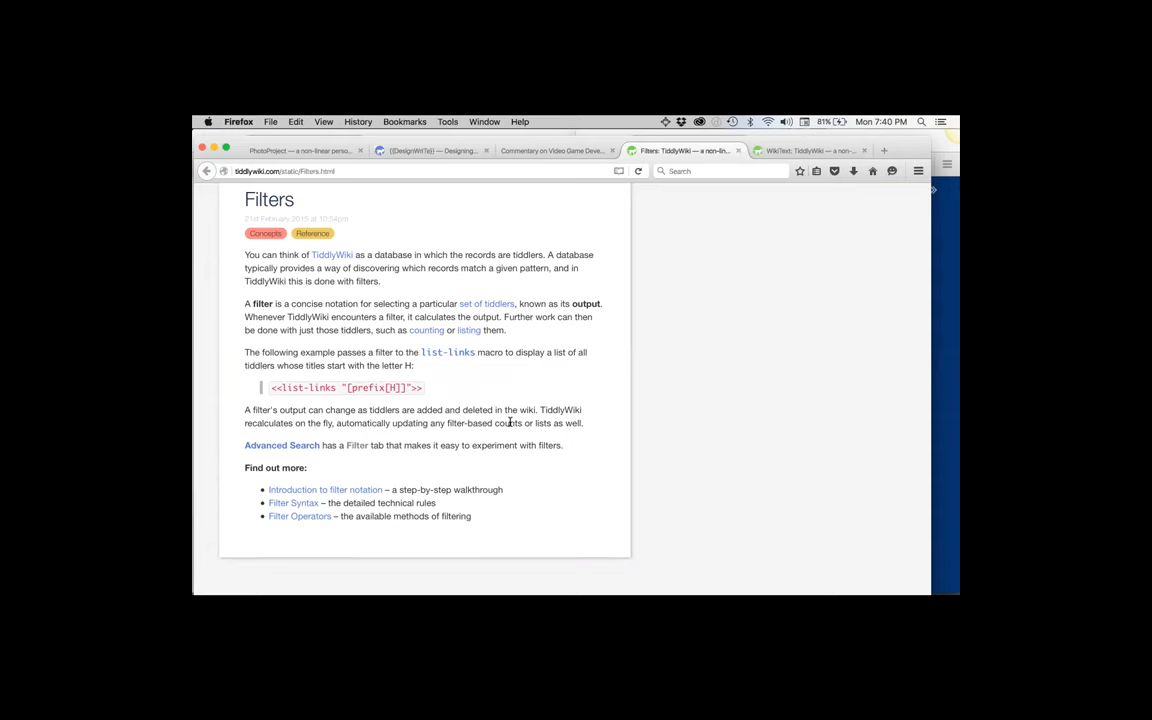 Firefox File Edit View History Bookmarks Tools Window Help 81% Mon 7:40 PM
PhotoProject — a non-linear perso... {{DesignWriTe}} — Designing... Commentary on Video Game Deve... Filters: TiddlyWiki — a non-lin... WikiText: TiddlyWiki — a non-...
tiddlywiki.com/static/Filters.html Search
Filters
21st February 2015 at 10:54pm
Concepts Reference
You can think of TiddlyWiki as a database in which the records are tiddlers. A database
typically provides a way of discovering which records match a given pattern, and in
TiddlyWiki this is done with filters.
A filter is a concise notation for selecting a particular set of tiddlers, known as its output.
Whenever TiddlyWiki encounters a filter, it calculates the output. Further work can then
be done with just those tiddlers, such as counting or listing them.
The following example passes a filter to the list-links macro to display a list of all
tiddlers whose titles start with the letter H:
<<list-links "[prefix[H]]">>
A filter's output can change as tiddlers are added and deleted in the wiki. TiddlyWiki
recalculates on the fly, automatically updating any filter-based counts or lists as well.
Advanced Search has a Filter tab that makes it easy to experiment with filters.
Find out more:
• Introduction to filter notation – a step-by-step walkthrough
• Filter Syntax – the detailed technical rules
• Filter Operators – the available methods of filtering